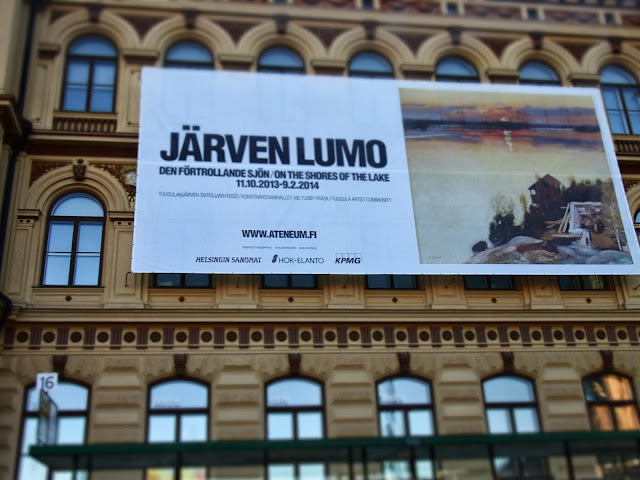 JÄRVEN LUMO
DEN FÖRTROLLANDE SJÖN / ON THE SHORES OF THE LAKE
11.10.2013-9.2.2014
TUUSULANJÄRVEN TAITEILIJAYHTEISÖ / KONSTNÄRSSAMHÄLLET VID TUSBY TRÄSK / TUUSULA ARTIST COMMUNITY
WWW.ATENEUM.FI
HELSINGIN SANOMAT HOK-ELANTO KPMG
16